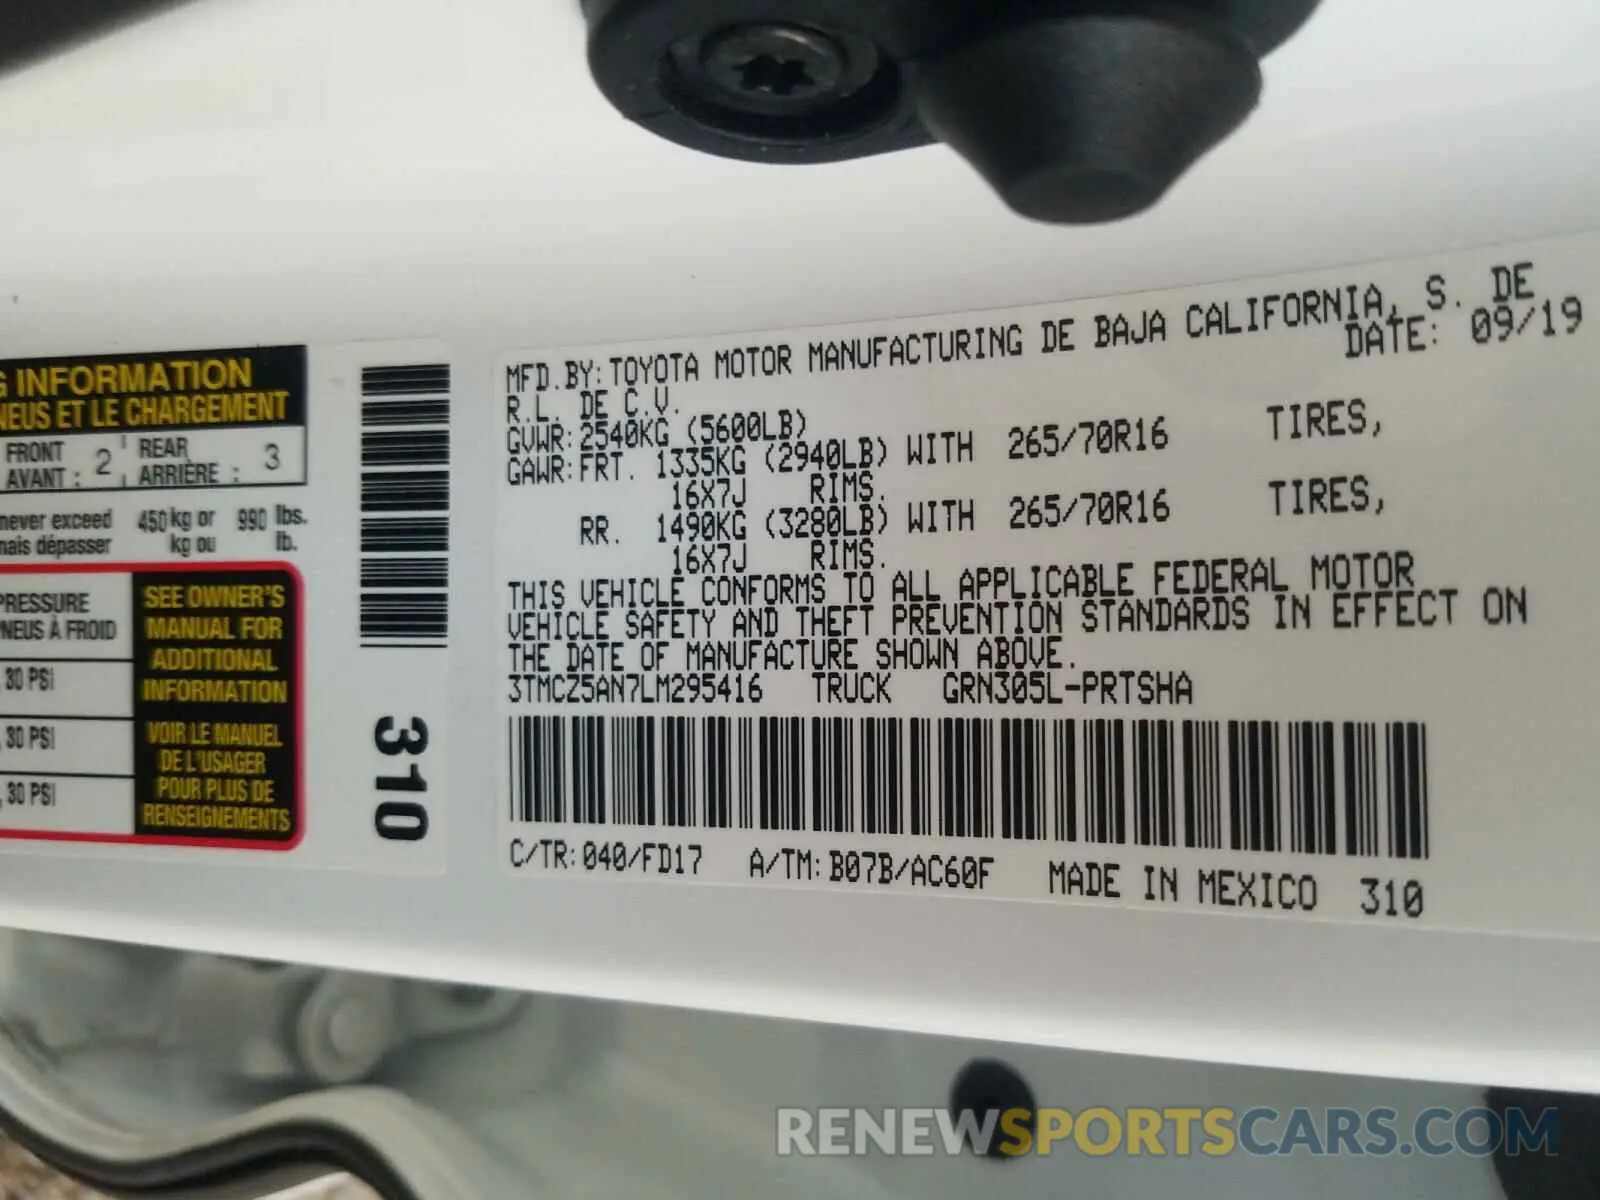 G INFORMATION
NEUS ET LE CHARGEMENT
FRONT
AVANT : 2
REAR
ARRIÈRE : 3
never exceed 450 kg or 990 lbs.
mais dépasser kg ou lb.
PRESSURE
PNEUS À FROID
, 30 PSI
, 30 PSI
, 30 PSI
SEE OWNER'S
MANUAL FOR
ADDITIONAL
INFORMATION
VOIR LE MANUEL
DE L'USAGER
POUR PLUS DE
RENSEIGNEMENTS
310
MFD.BY:TOYOTA MOTOR MANUFACTURING DE BAJA CALIFORNIA, S. DE
R.L. DE C.V. DATE: 09/19
GVWR:2540KG (5600LB)
GAWR:FRT. 1335KG (2940LB) WITH 265/70R16 TIRES,
16X7J RIMS.
RR. 1490KG (3280LB) WITH 265/70R16 TIRES,
16X7J RIMS.
THIS VEHICLE CONFORMS TO ALL APPLICABLE FEDERAL MOTOR
VEHICLE SAFETY AND THEFT PREVENTION STANDARDS IN EFFECT ON
THE DATE OF MANUFACTURE SHOWN ABOVE.
3TMCZ5AN7LM295416 TRUCK GRN305L-PRTSHA
C/TR:040/FD17 A/TM:B07B/AC60F MADE IN MEXICO 310
RENEWSPORTSCARS.COM